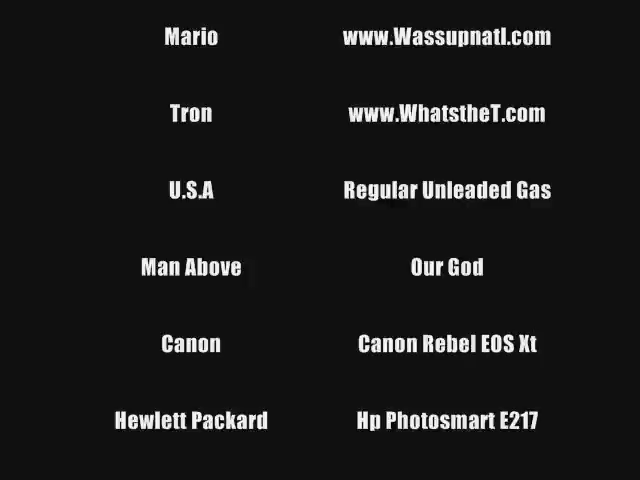 Mario www.Wassupnatl.com
Tron www.WhatstheT.com
U.S.A Regular Unleaded Gas
Man Above Our God
Canon Canon Rebel EOS Xt
Hewlett Packard Hp Photosmart E217